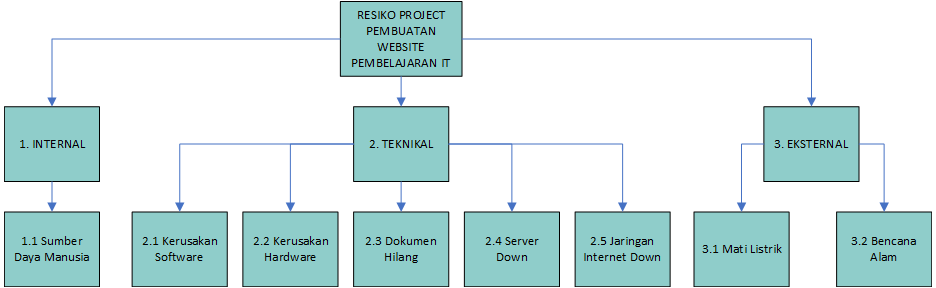 RESIKO PROJECT
PEMBUATAN
WEBSITE
PEMBELAJARAN IT
1. INTERNAL
2. TEKNIKAL
3. EKSTERNAL
1.1 Sumber
Daya Manusia
2.1 Kerusakan
Software
2.2 Kerusakan
Hardware
2.3 Dokumen
Hilang
2.4 Server
Down
2.5 Jaringan
Internet Down
3.1 Mati Listrik
3.2 Bencana
Alam